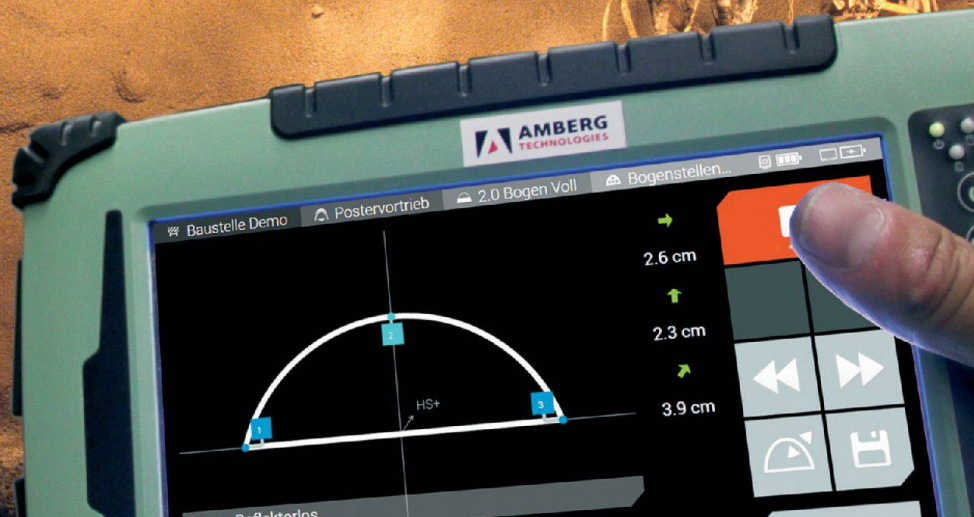 AMBERG
TECHNOLOGIES
Baustelle Demo
Postervortrieb
2.0 Bogen Voll
Bogenstellen...
2.6 cm
2
2.3 cm
HS+
3
3.9 cm
1
Reflektorlos